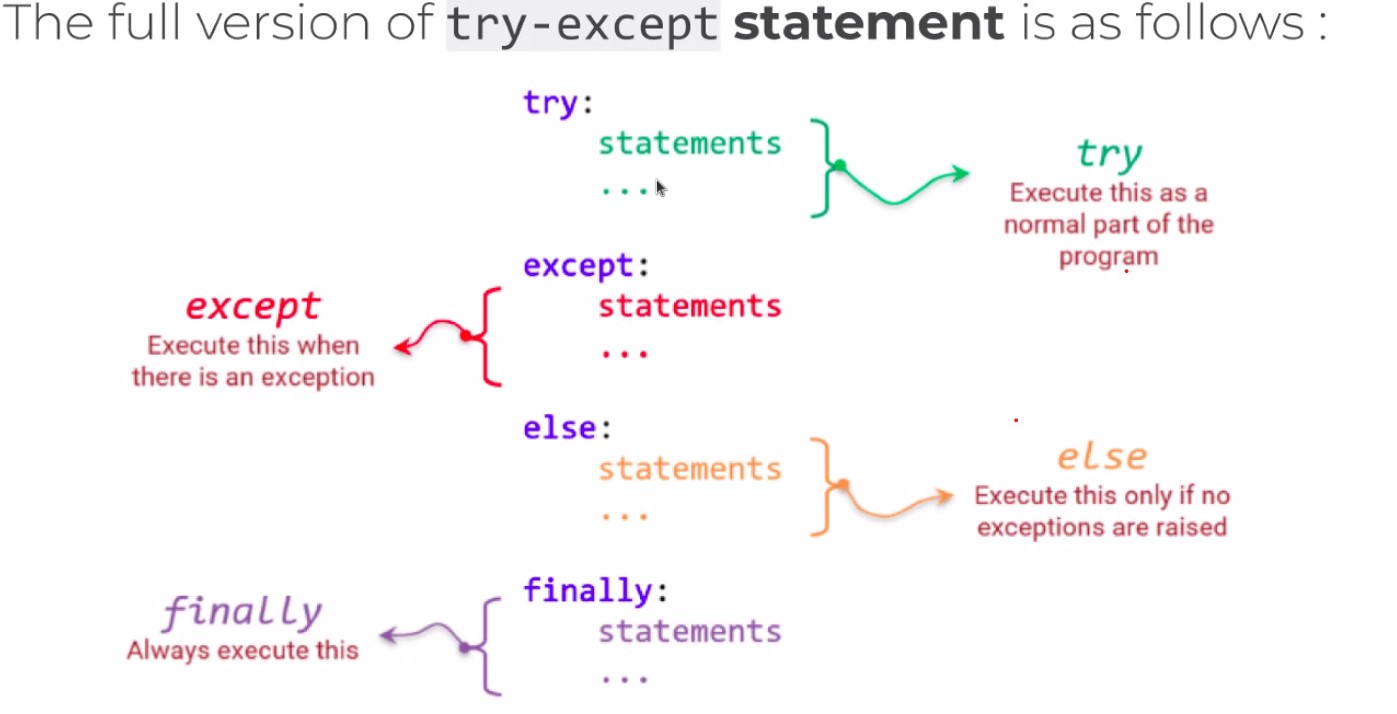 The full version of try-except statement is as follows :
try:
statements
...
try
Execute this as a
normal part of the
program
except:
statements
...
except
Execute this when
there is an exception
else:
statements
...
else
Execute this only if no
exceptions are raised
finally:
statements
...
finally
Always execute this